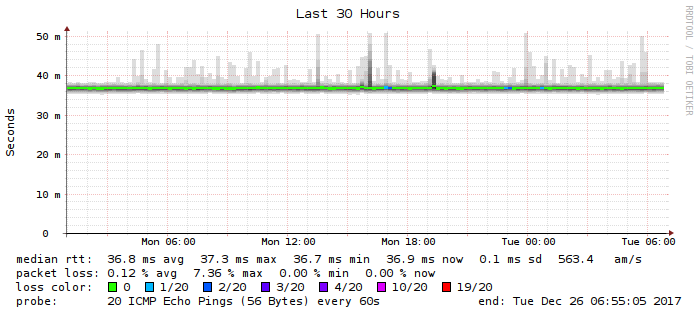 Last 30 Hours
RRDTOOL / TOBI OETIKER
Seconds
50 m
40 m
30 m
20 m
10 m
0
Mon 06:00 Mon 12:00 Mon 18:00 Tue 00:00 Tue 06:00
median rtt: 36.8 ms avg 37.3 ms max 36.7 ms min 36.9 ms now 0.1 ms sd 563.4 am/s
packet loss: 0.12 % avg 7.36 % max 0.00 % min 0.00 % now
loss color: 0 1/20 2/20 3/20 4/20 10/20 19/20
probe: 20 ICMP Echo Pings (56 Bytes) every 60s end: Tue Dec 26 06:55:05 2017